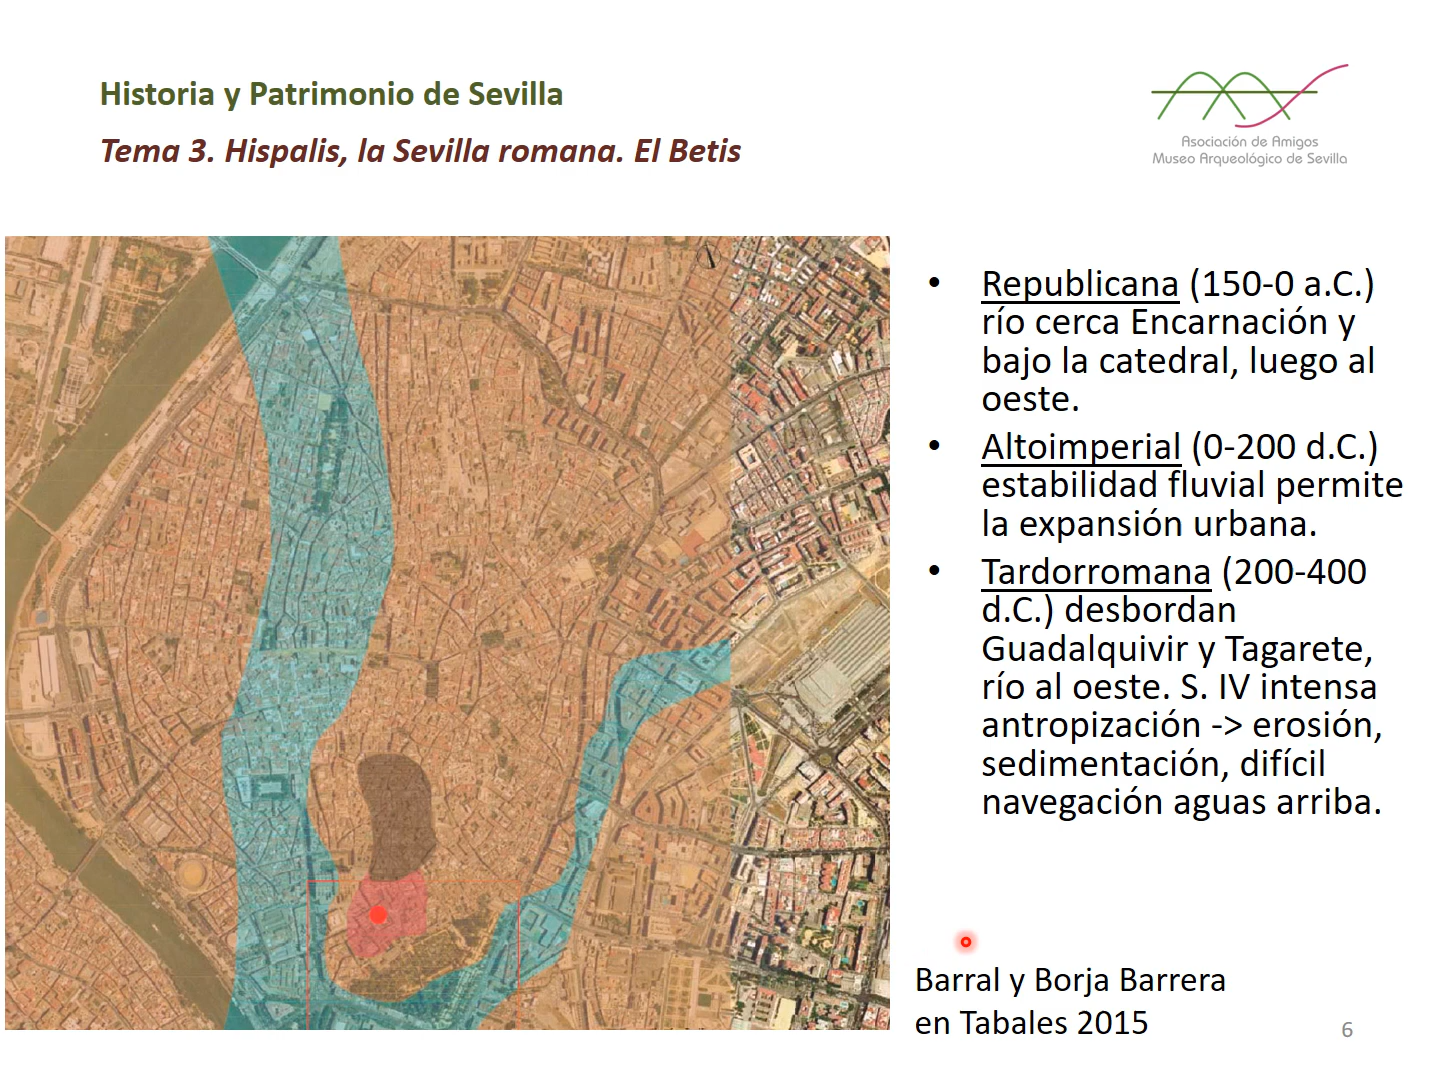 Historia y Patrimonio de Sevilla
Tema 3. Hispalis, la Sevilla romana. El Betis
Asociación de Amigos
Museo Arqueológico de Sevilla
• Republicana (150-0 a.C.)
río cerca Encarnación y
bajo la catedral, luego al
oeste.
• Altoimperial (0-200 d.C.)
estabilidad fluvial permite
la expansión urbana.
• Tardorromana (200-400
d.C.) desbordan
Guadalquivir y Tagarete,
río al oeste. S. IV intensa
antropización -> erosión,
sedimentación, difícil
navegación aguas arriba.
Barral y Borja Barrera
en Tabales 2015
6